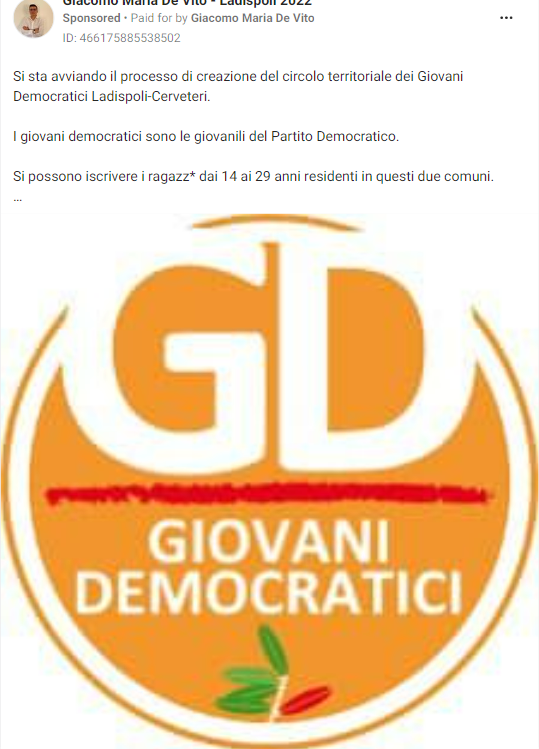 Giacomo Maria De Vito - Ladispoli 2022
Sponsored • Paid for by Giacomo Maria De Vito
ID: 466175885538502
Si sta avviando il processo di creazione del circolo territoriale dei Giovani
Democratici Ladispoli-Cerveteri.
I giovani democratici sono le giovanili del Partito Democratico.
Si possono iscrivere i ragazz* dai 14 ai 29 anni residenti in questi due comuni.
...
GD
GIOVANI
DEMOCRATICI